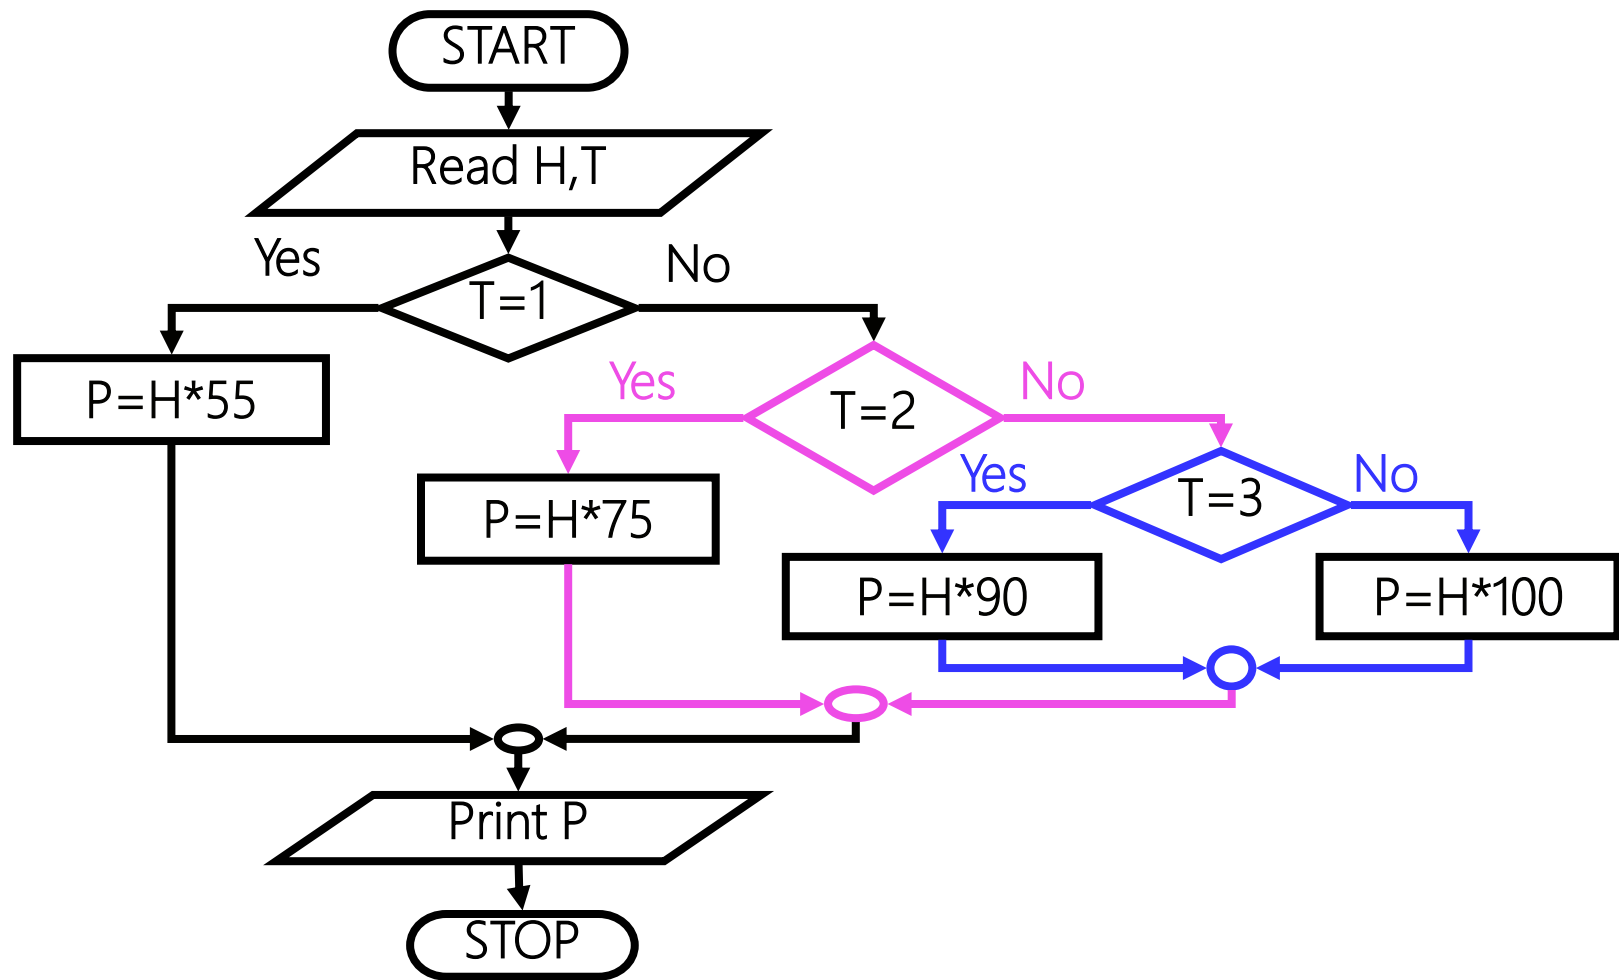 START
Read H,T
Yes
No
T=1
P=H*55
Yes
No
T=2
Yes
No
T=3
P=H*75
P=H*90
P=H*100
Print P
STOP